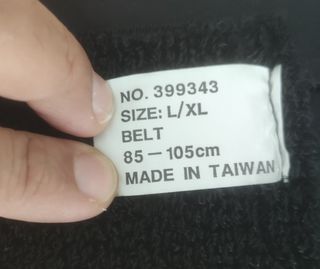 NO. 399343
SIZE: L/XL
BELT
85 — 105cm
MADE IN TAIWAN